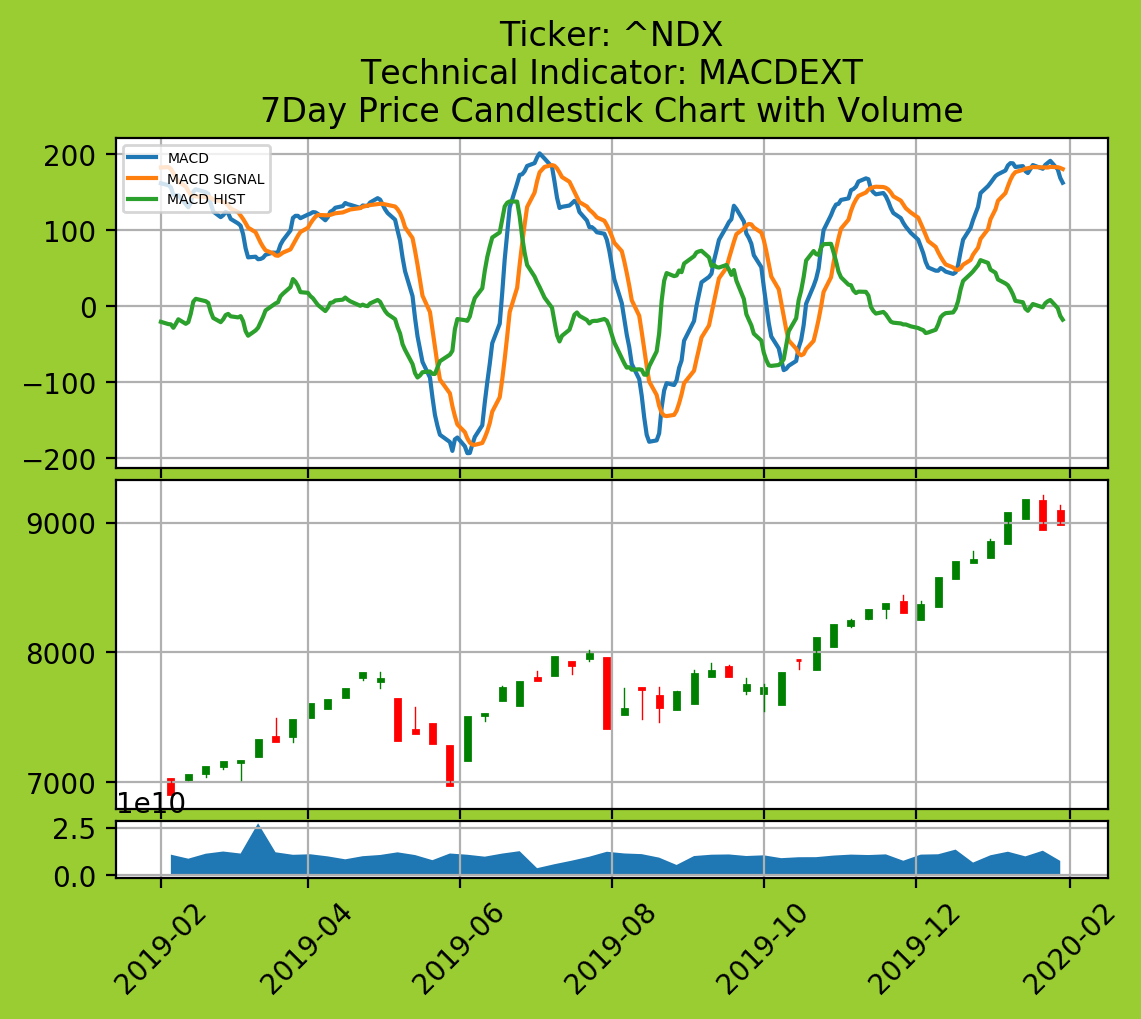 Ticker: ^NDX
Technical Indicator: MACDEXT
7Day Price Candlestick Chart with Volume
MACD
MACD SIGNAL
MACD HIST
200
100
0
−100
−200
9000
8000
7000
1e10
2.5
0.0
2019-02
2019-04
2019-06
2019-08
2019-10
2019-12
2020-02